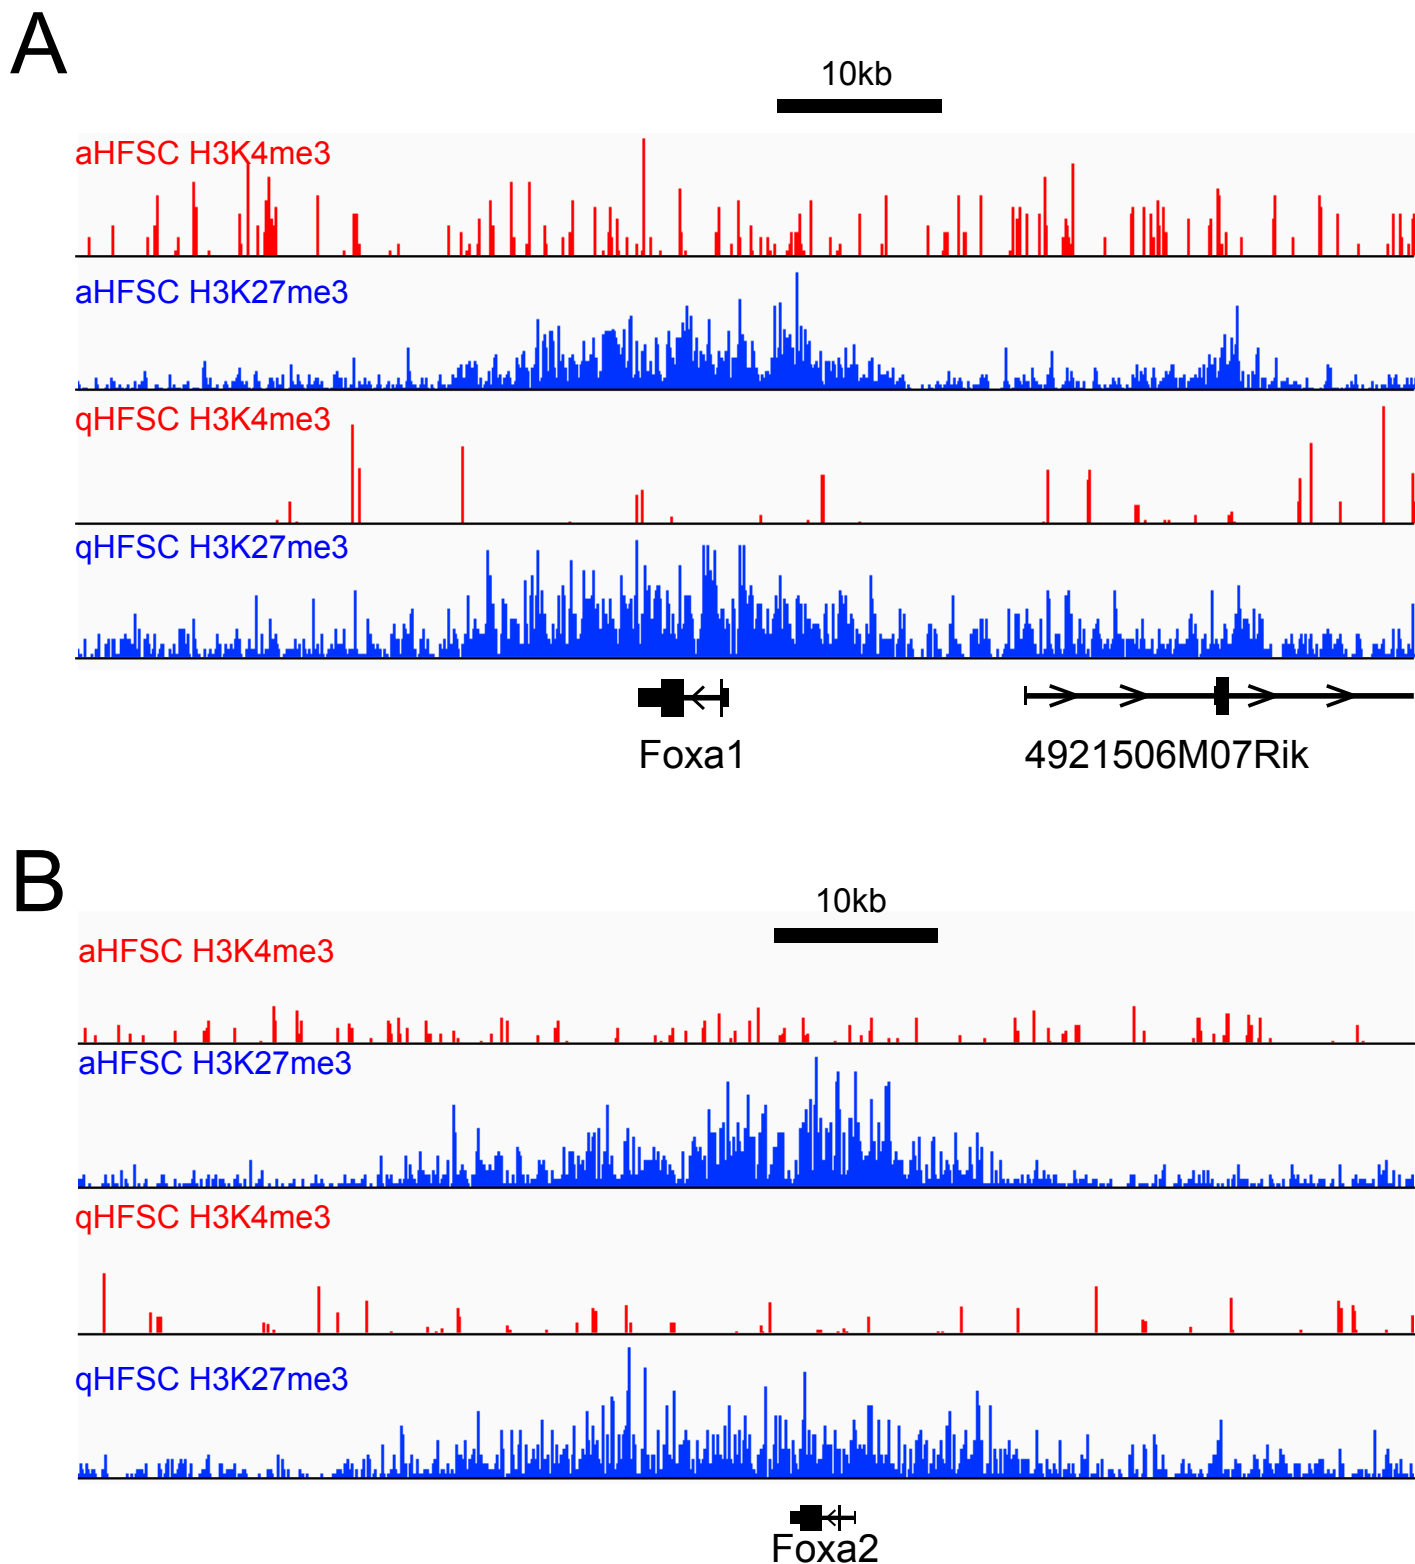 A
10kb
aHFSC H3K4me3
aHFSC H3K27me3
qHFSC H3K4me3
qHFSC H3K27me3
Foxa1 4921506M07Rik
B
10kb
aHFSC H3K4me3
aHFSC H3K27me3
qHFSC H3K4me3
qHFSC H3K27me3
Foxa2